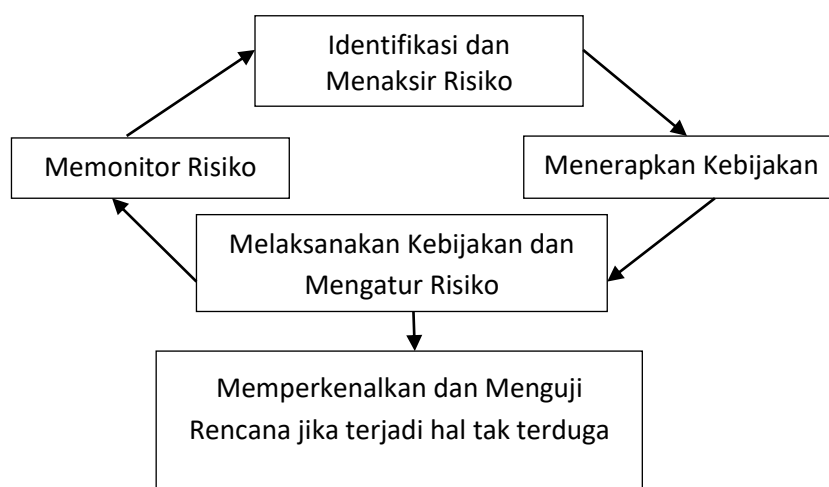 Identifikasi dan
Menaksir Risiko
Memonitor Risiko
Menerapkan Kebijakan
Melaksanakan Kebijakan dan
Mengatur Risiko
Memperkenalkan dan Menguji
Rencana jika terjadi hal tak terduga